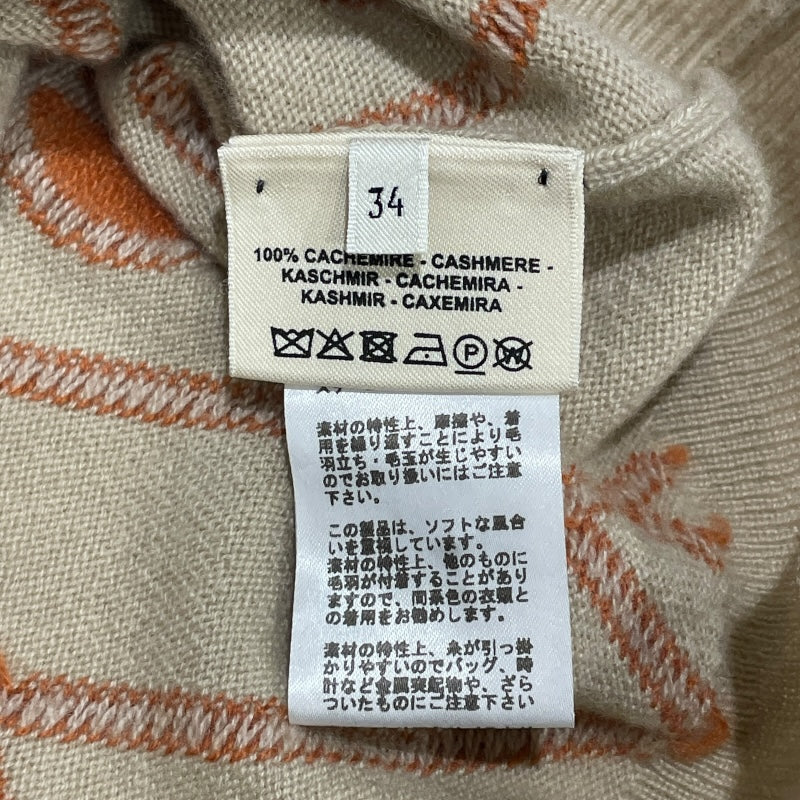 34
100% CACHEMIRE - CASHMERE -
KASCHMIR - CACHEMIRA -
KASHMIR - CAXEMIRA
素材の特性上、摩擦や、着
用を繰り返すことにより毛
羽立ち・毛玉が生じやすい
のでお取り扱いにはご注意
下さい。
この製品は、ソフトな風合
いを重視しています。
素材の特性上、他のものに
毛羽が付着することがあり
ますので、同系色の衣類と
の着用をお勧めします。
素材の特性上、糸が引っ掛
かりやすいのでバッグ、時
計など金属装飾物や、ざら
ついたものにご注意下さい